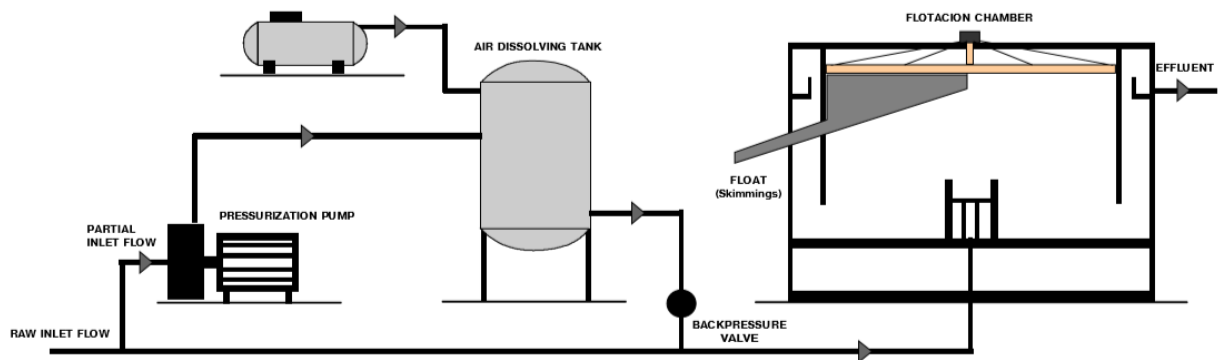 FLOTACION CHAMBER
AIR DISSOLVING TANK
EFFLUENT
FLOAT
(Skimmings)
PRESSURIZATION PUMP
PARTIAL
INLET FLOW
RAW INLET FLOW
BACKPRESSURE
VALVE